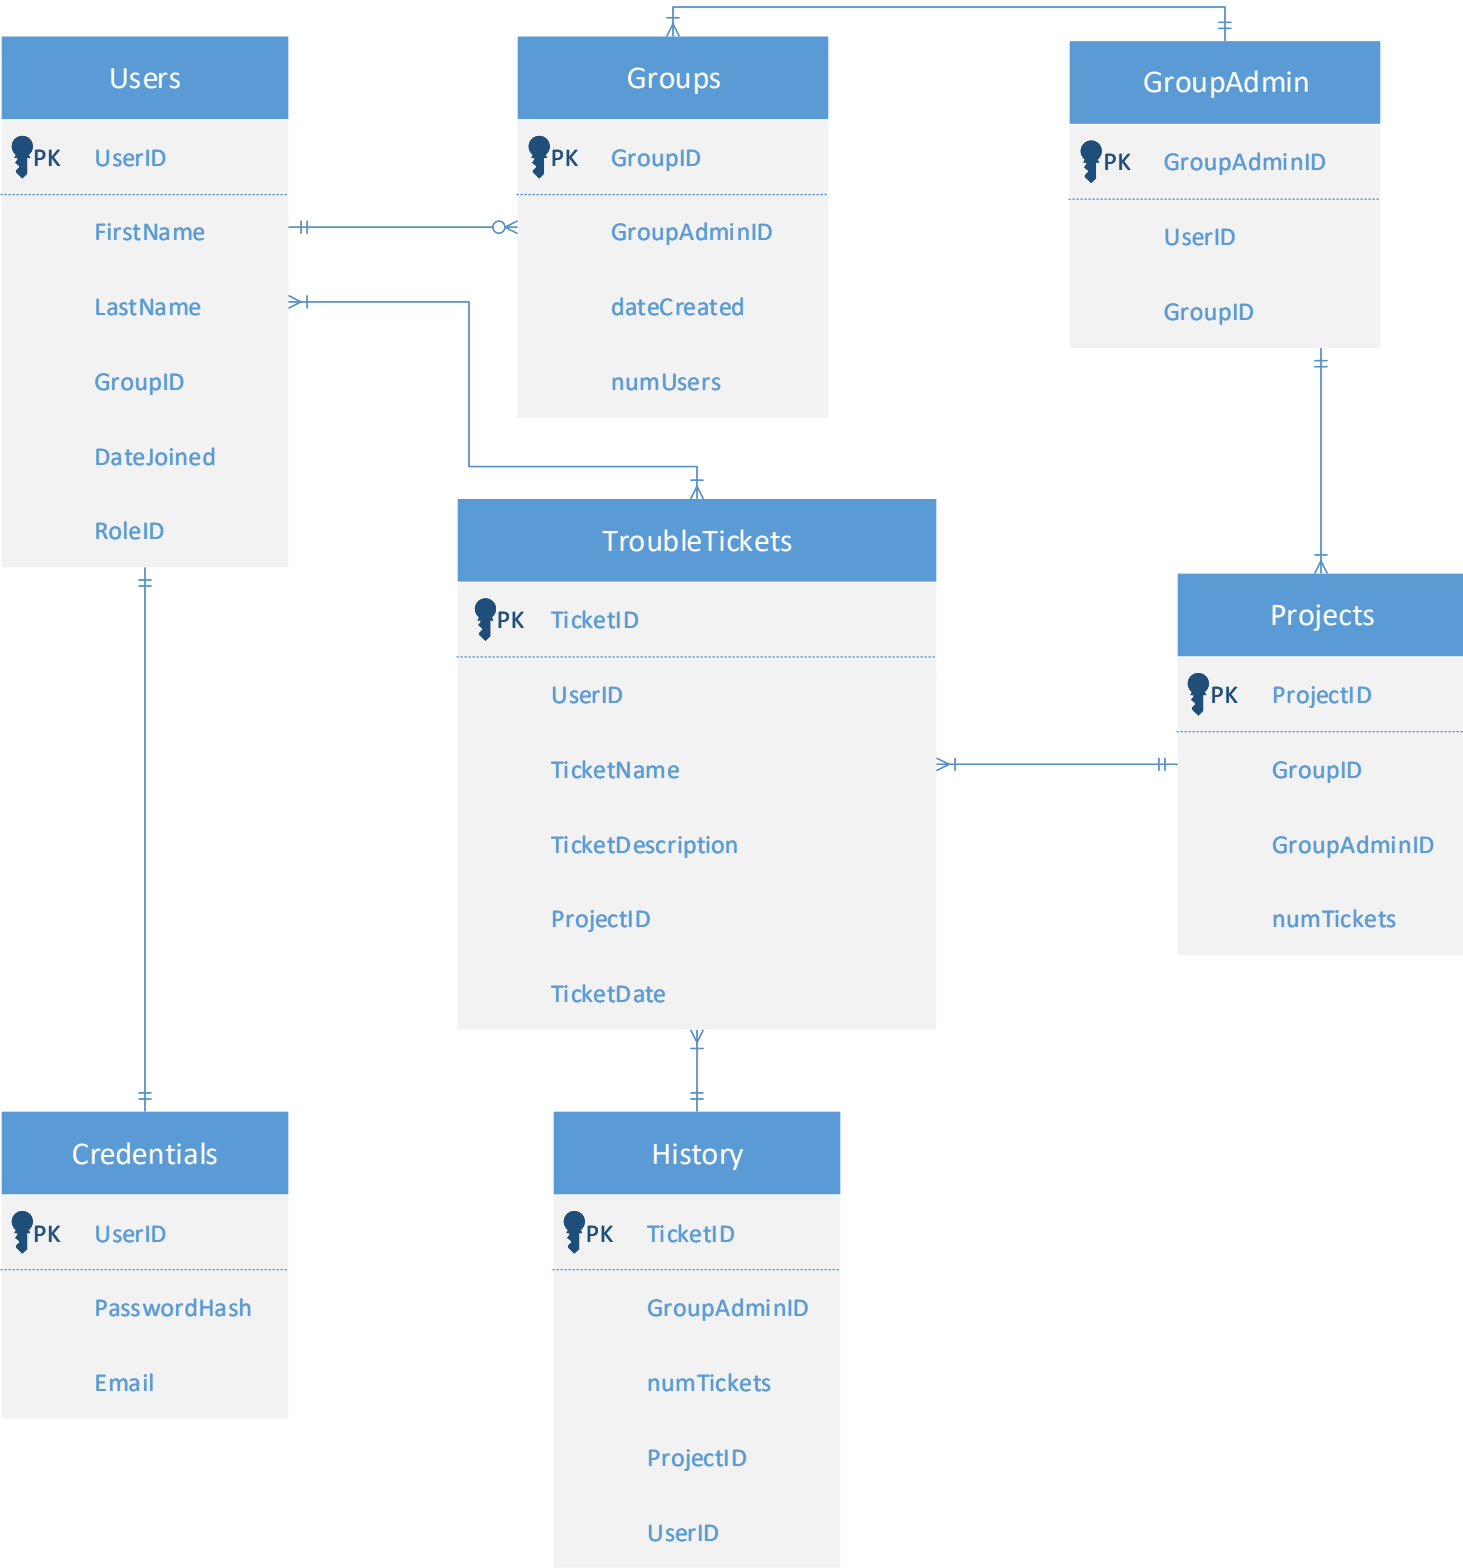 Users
PK UserID
FirstName
LastName
GroupID
DateJoined
RoleID
Groups
PK GroupID
GroupAdminID
dateCreated
numUsers
GroupAdmin
PK GroupAdminID
UserID
GroupID
TroubleTickets
PK TicketID
UserID
TicketName
TicketDescription
ProjectID
TicketDate
Projects
PK ProjectID
GroupID
GroupAdminID
numTickets
Credentials
PK UserID
PasswordHash
Email
History
PK TicketID
GroupAdminID
numTickets
ProjectID
UserID